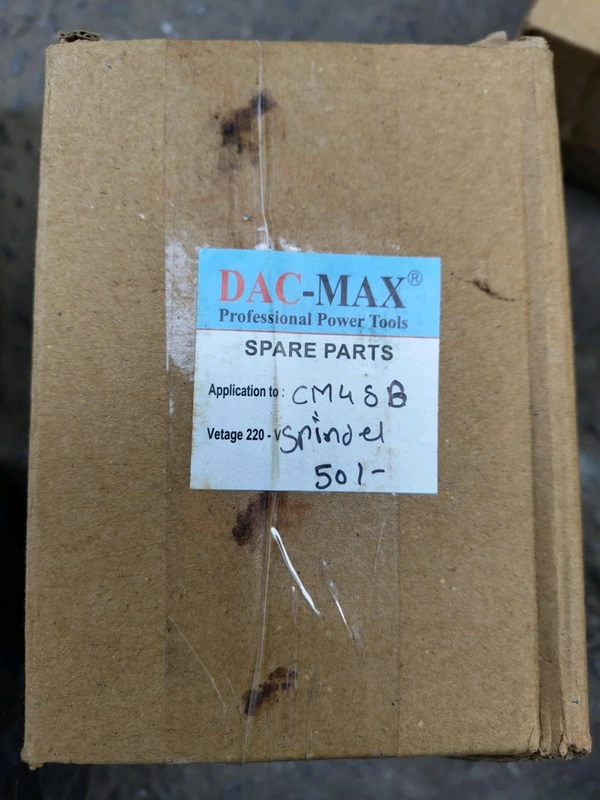 DAC-MAX®
Professional Power Tools
SPARE PARTS
Application to : CM4SB
Vetage 220 - V Spindel
50/-